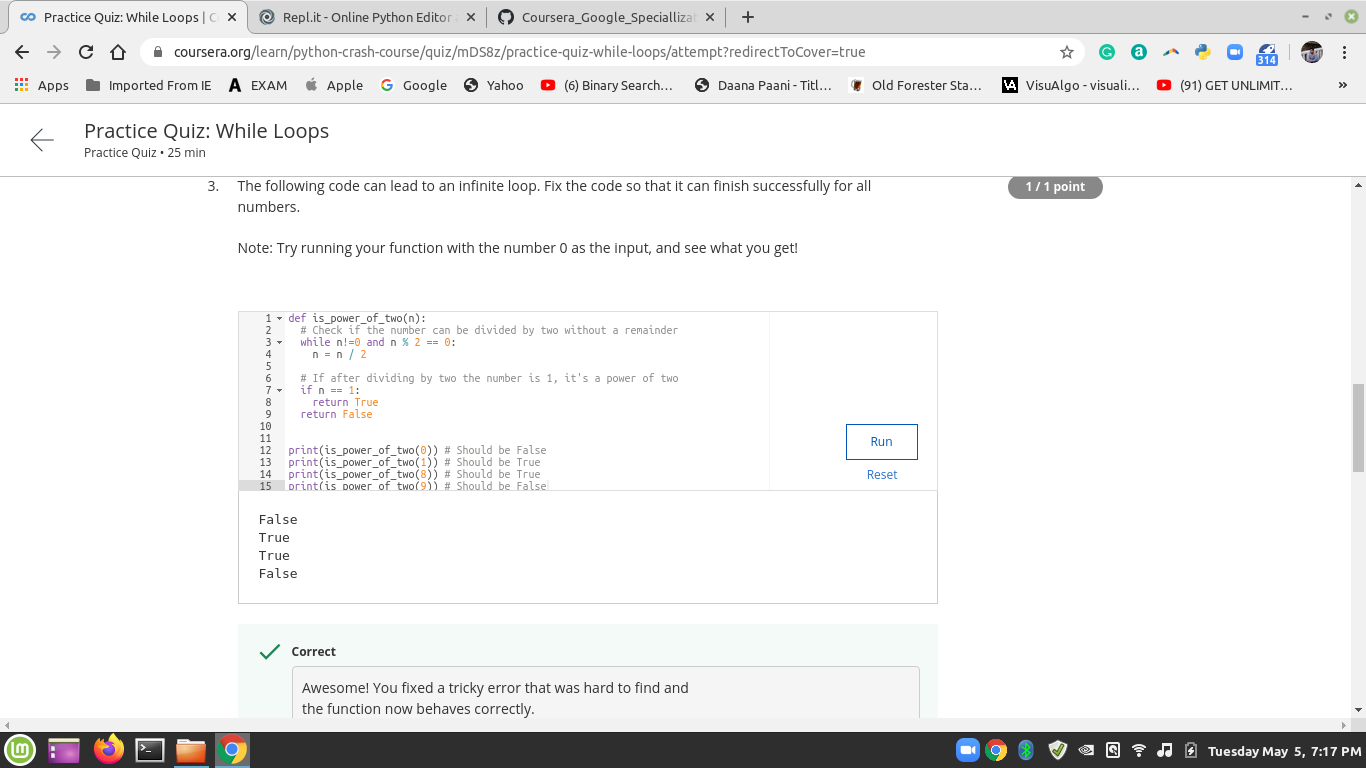 Practice Quiz: While Loops | C
Repl.it - Online Python Editor
Coursera_Google_Speciallizat
coursera.org/learn/python-crash-course/quiz/mDS8z/practice-quiz-while-loops/attempt?redirectToCover=true
314
Apps Imported From IE EXAM Apple Google Yahoo (6) Binary Search... Daana Paani - Titl... Old Forester Sta... VisuAlgo - visuali... (91) GET UNLIMIT... »
Practice Quiz: While Loops
Practice Quiz • 25 min
3. The following code can lead to an infinite loop. Fix the code so that it can finish successfully for all
numbers.
1 / 1 point
Note: Try running your function with the number 0 as the input, and see what you get!
1 def is_power_of_two(n):
2 # Check if the number can be divided by two without a remainder
3 while n!=0 and n % 2 == 0:
4 n = n / 2
5
6 # If after dividing by two the number is 1, it's a power of two
7 if n == 1:
8 return True
9 return False
10
11
12 print(is_power_of_two(0)) # Should be False
13 print(is_power_of_two(1)) # Should be True
14 print(is_power_of_two(8)) # Should be True
15 print(is_power_of_two(9)) # Should be False
Run
Reset
False
True
True
False
Correct
Awesome! You fixed a tricky error that was hard to find and
the function now behaves correctly.
Tuesday May 5, 7:17 PM